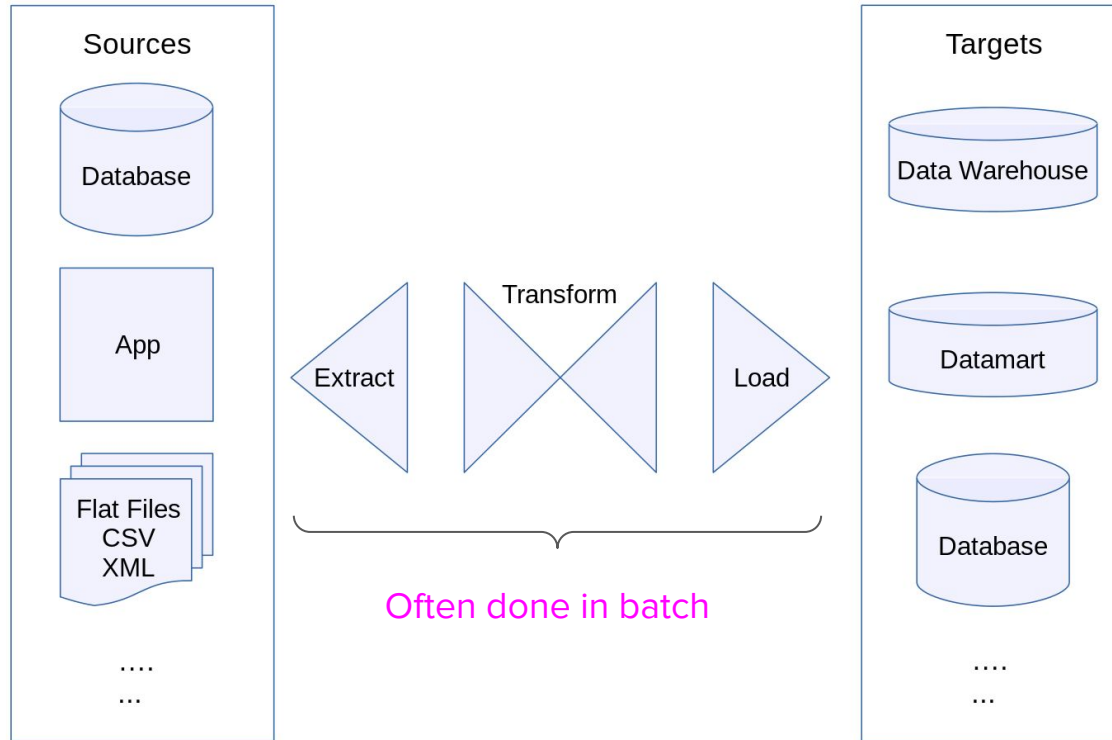 Sources
Database
App
Flat Files
CSV
XML
....
...
Extract
Transform
Load
Often done in batch
Targets
Data Warehouse
Datamart
Database
....
...